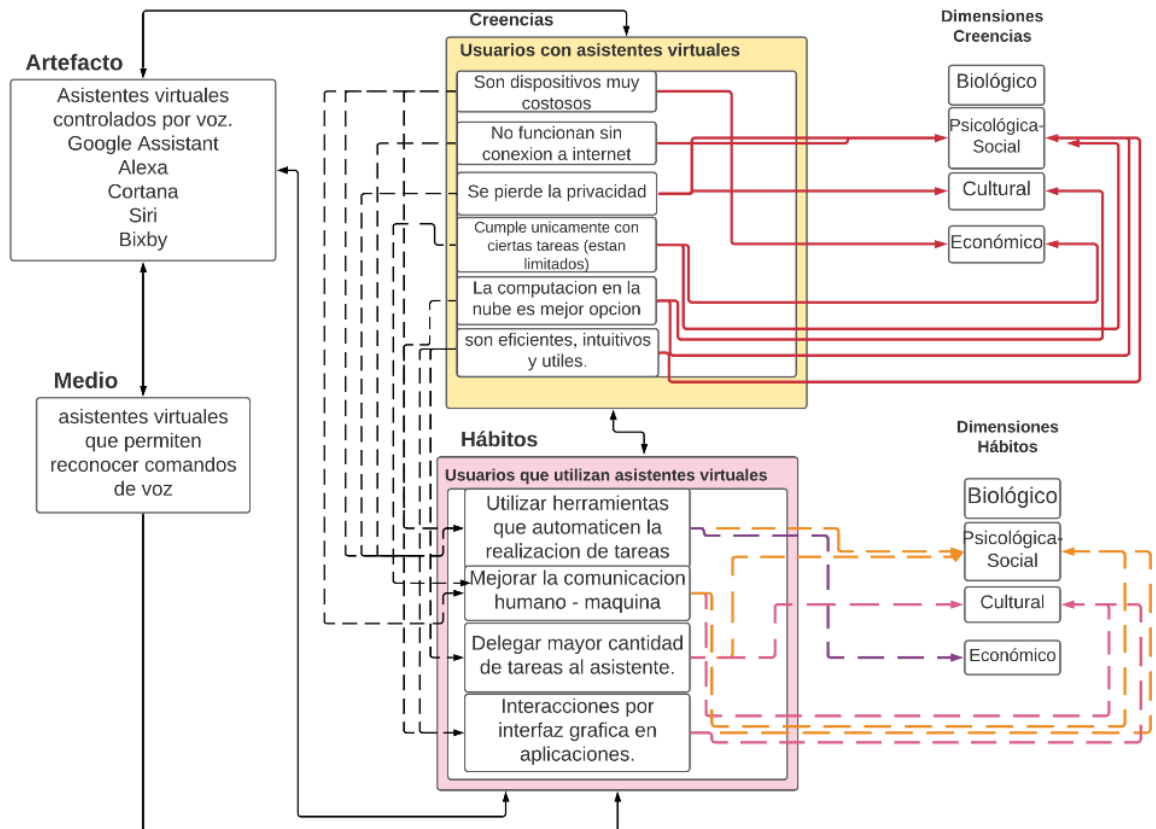 Artefacto
Asistentes virtuales
controlados por voz.
Google Assistant
Alexa
Cortana
Siri
Bixby
Medio
asistentes virtuales
que permiten
reconocer comandos
de voz
Creencias
Usuarios con asistentes virtuales
Son dispositivos muy
costosos
No funcionan sin
conexion a internet
Se pierde la privacidad
Cumple unicamente con
ciertas tareas (estan
limitados)
La computacion en la
nube es mejor opcion
son eficientes, intuitivos
y utiles.
Dimensiones
Creencias
Biológico
Psicológica-
Social
Cultural
Económico
Hábitos
Usuarios que utilizan asistentes virtuales
Utilizar herramientas
que automaticen la
realizacion de tareas
Mejorar la comunicacion
humano - maquina
Delegar mayor cantidad
de tareas al asistente.
Interacciones por
interfaz grafica en
aplicaciones.
Dimensiones
Hábitos
Biológico
Psicológica-
Social
Cultural
Económico